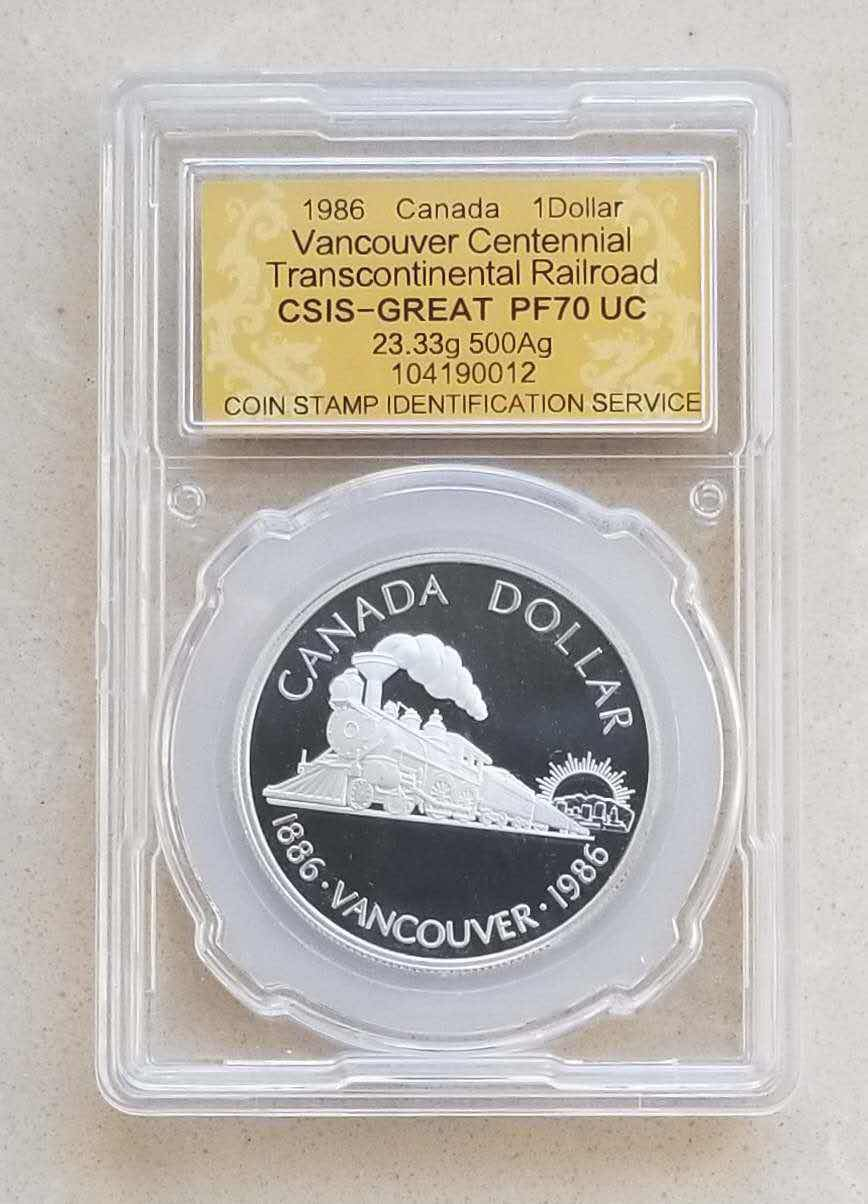 1986 Canada 1Dollar
Vancouver Centennial
Transcontinental Railroad
CSIS-GREAT PF70 UC
23.33g 500Ag
104190012
COIN STAMP IDENTIFICATION SERVICE
CANADA DOLLAR
1886 · VANCOUVER · 1986